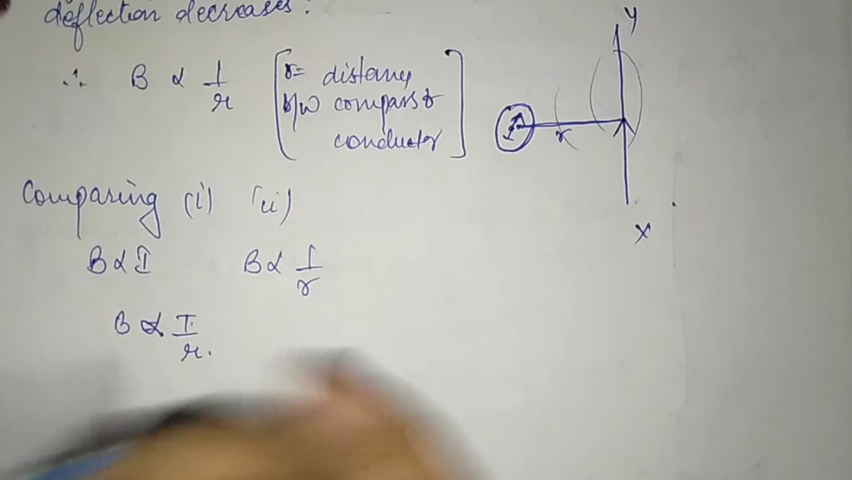 deflection decreases.
∴ B ∝ 1/r [r= distance
b/w compass &
conductor]
Y
r
X
Comparing (i) (ii)
B ∝ I B ∝ 1/r
B ∝ I/r.